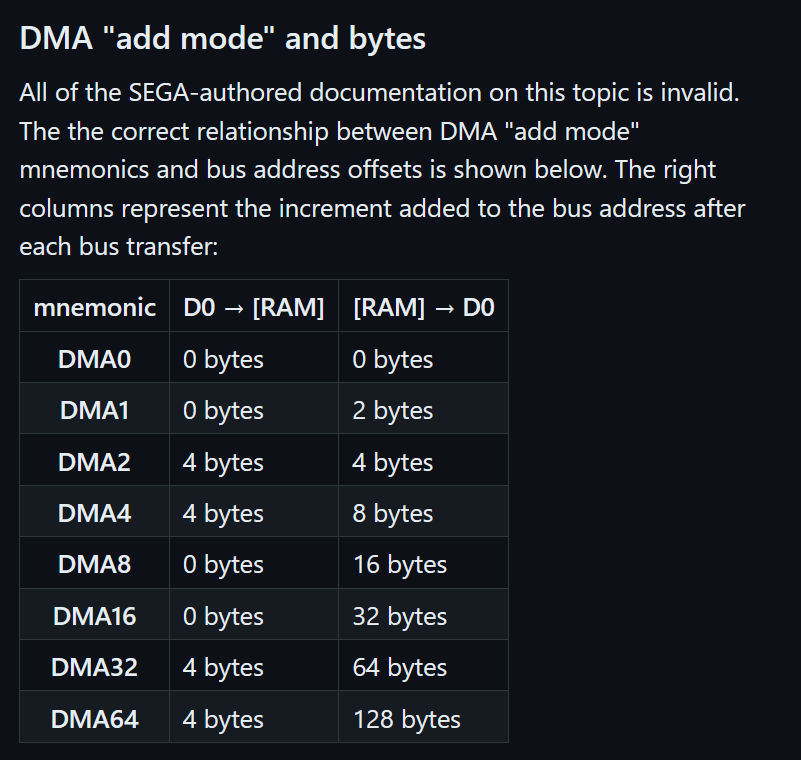 DMA "add mode" and bytes
All of the SEGA-authored documentation on this topic is invalid.
The the correct relationship between DMA "add mode"
mnemonics and bus address offsets is shown below. The right
columns represent the increment added to the bus address after
each bus transfer:
mnemonic D0 → [RAM] [RAM] → D0
DMA0 0 bytes 0 bytes
DMA1 0 bytes 2 bytes
DMA2 4 bytes 4 bytes
DMA4 4 bytes 8 bytes
DMA8 0 bytes 16 bytes
DMA16 0 bytes 32 bytes
DMA32 4 bytes 64 bytes
DMA64 4 bytes 128 bytes